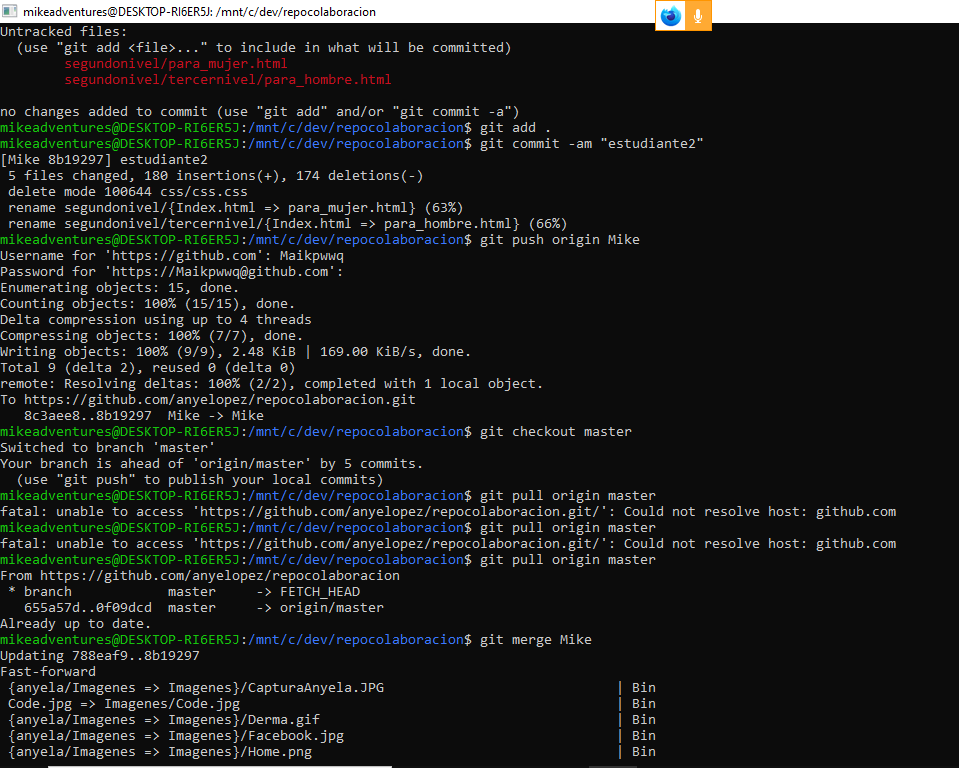 mikeadventures@DESKTOP-RI6ER5J: /mnt/c/dev/repocolaboracion
Untracked files:
  (use "git add <file>..." to include in what will be committed)
        segundonivel/para_mujer.html
        segundonivel/tercernivel/para_hombre.html

no changes added to commit (use "git add" and/or "git commit -a")
mikeadventures@DESKTOP-RI6ER5J:/mnt/c/dev/repocolaboracion$ git add .
mikeadventures@DESKTOP-RI6ER5J:/mnt/c/dev/repocolaboracion$ git commit -am "estudiante2"
[Mike 8b19297] estudiante2
 5 files changed, 180 insertions(+), 174 deletions(-)
 delete mode 100644 css/css.css
 rename segundonivel/{Index.html => para_mujer.html} (63%)
 rename segundonivel/tercernivel/{Index.html => para_hombre.html} (66%)
mikeadventures@DESKTOP-RI6ER5J:/mnt/c/dev/repocolaboracion$ git push origin Mike
Username for 'https://github.com': Maikpwwq
Password for 'https://Maikpwwq@github.com':
Enumerating objects: 15, done.
Counting objects: 100% (15/15), done.
Delta compression using up to 4 threads
Compressing objects: 100% (7/7), done.
Writing objects: 100% (9/9), 2.48 KiB | 169.00 KiB/s, done.
Total 9 (delta 2), reused 0 (delta 0)
remote: Resolving deltas: 100% (2/2), completed with 1 local object.
To https://github.com/anyelopez/repocolaboracion.git
   8c3aee8..8b19297  Mike -> Mike
mikeadventures@DESKTOP-RI6ER5J:/mnt/c/dev/repocolaboracion$ git checkout master
Switched to branch 'master'
Your branch is ahead of 'origin/master' by 5 commits.
  (use "git push" to publish your local commits)
mikeadventures@DESKTOP-RI6ER5J:/mnt/c/dev/repocolaboracion$ git pull origin master
fatal: unable to access 'https://github.com/anyelopez/repocolaboracion.git/': Could not resolve host: github.com
mikeadventures@DESKTOP-RI6ER5J:/mnt/c/dev/repocolaboracion$ git pull origin master
fatal: unable to access 'https://github.com/anyelopez/repocolaboracion.git/': Could not resolve host: github.com
mikeadventures@DESKTOP-RI6ER5J:/mnt/c/dev/repocolaboracion$ git pull origin master
From https://github.com/anyelopez/repocolaboracion
 * branch            master     -> FETCH_HEAD
   655a57d..0f09dcd  master     -> origin/master
Already up to date.
mikeadventures@DESKTOP-RI6ER5J:/mnt/c/dev/repocolaboracion$ git merge Mike
Updating 788eaf9..8b19297
Fast-forward
 {anyela/Imagenes => Imagenes}/CapturaAnyela.JPG                             | Bin
 Code.jpg => Imagenes/Code.jpg                                               | Bin
 {anyela/Imagenes => Imagenes}/Derma.gif                                     | Bin
 {anyela/Imagenes => Imagenes}/Facebook.jpg                                  | Bin
 {anyela/Imagenes => Imagenes}/Home.png                                      | Bin